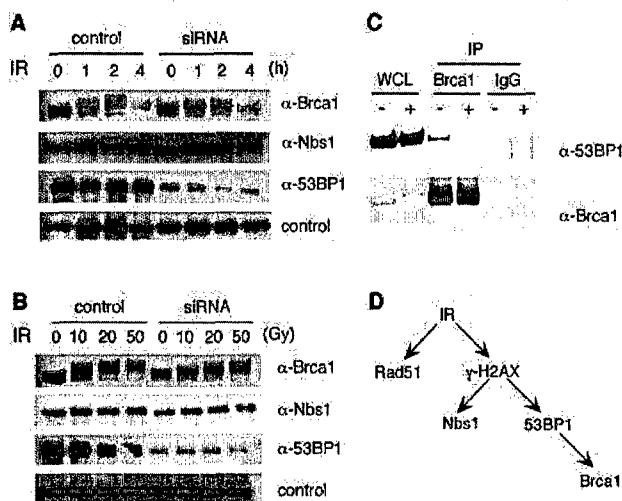 A
control siRNA
IR 0 1 2 4 0 1 2 4 (h)
α-Brca1
α-Nbs1
α-53BP1
control
B
control siRNA
IR 0 10 20 50 0 10 20 50 (Gy)
α-Brca1
α-Nbs1
α-53BP1
control
C
IP
WCL Brca1 IgG
- + - + - +
α-53BP1
α-Brca1
D
IR
Rad51 γ-H2AX
Nbs1 53BP1
Brca1